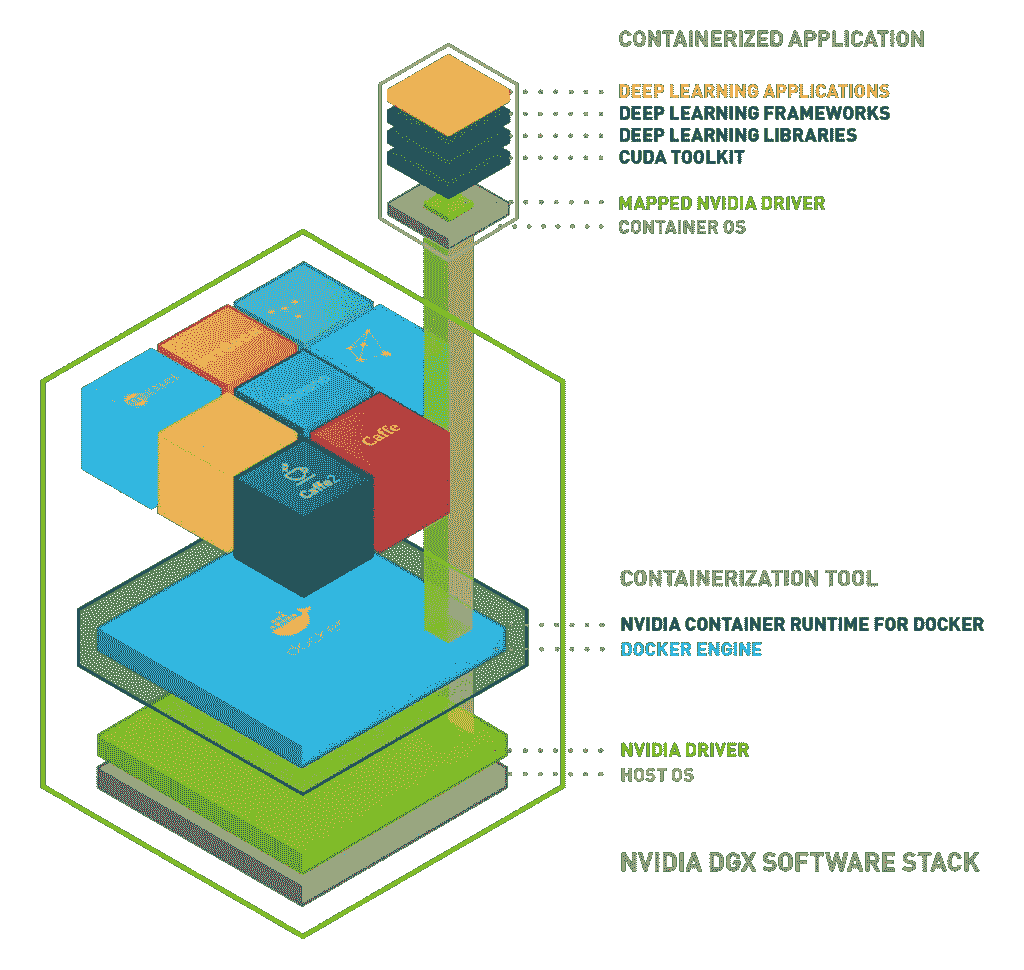 CONTAINERIZED APPLICATION
DEEP LEARNING APPLICATIONS
DEEP LEARNING FRAMEWORKS
DEEP LEARNING LIBRARIES
CUDA TOOLKIT
MAPPED NVIDIA DRIVER
CONTAINER OS
Caffe
Caffe2
CONTAINERIZATION TOOL
NVIDIA CONTAINER RUNTIME FOR DOCKER
DOCKER ENGINE
NVIDIA DRIVER
HOST OS
NVIDIA DGX SOFTWARE STACK